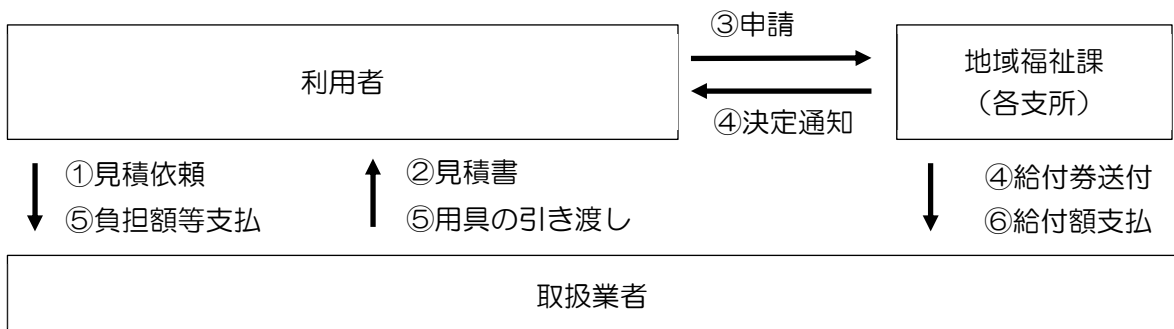 ③申請
利用者
地域福祉課
（各支所）
④決定通知
①見積依頼
⑤負担額等支払
②見積書
⑤用具の引き渡し
④給付券送付
⑥給付額支払
取扱業者